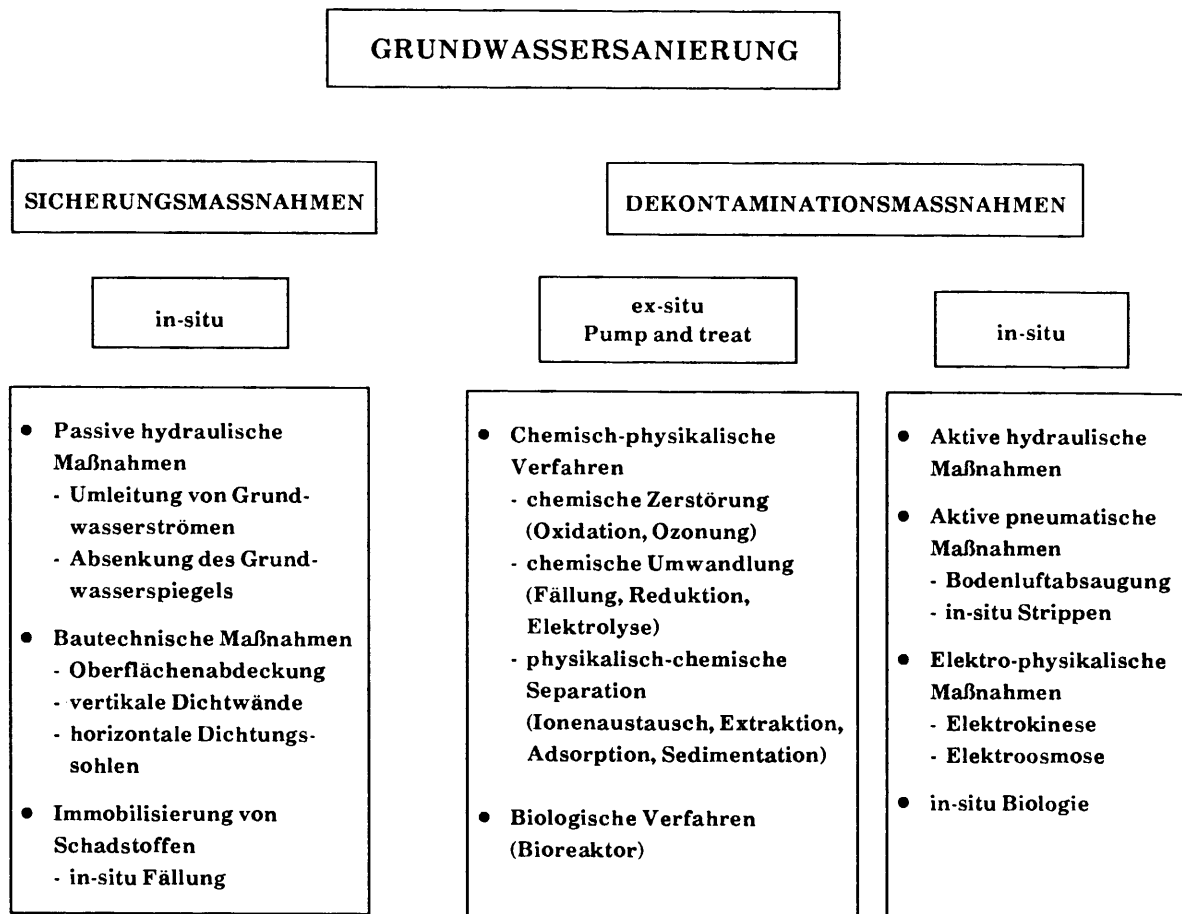 GRUNDWASSERSANIERUNG
SICHERUNGSMASSNAHMEN
DEKONTAMINATIONSMASSNAHMEN
in-situ
ex-situ
Pump and treat
in-situ
● Passive hydraulische
Maßnahmen
- Umleitung von Grund-
wasserströmen
- Absenkung des Grund-
wasserspiegels
● Bautechnische Maßnahmen
- Oberflächenabdeckung
- vertikale Dichtwände
- horizontale Dichtungs-
sohlen
● Immobilisierung von
Schadstoffen
- in-situ Fällung
● Chemisch-physikalische
Verfahren
- chemische Zerstörung
(Oxidation, Ozonung)
- chemische Umwandlung
(Fällung, Reduktion,
Elektrolyse)
- physikalisch-chemische
Separation
(Ionenaustausch, Extraktion,
Adsorption, Sedimentation)
● Biologische Verfahren
(Bioreaktor)
● Aktive hydraulische
Maßnahmen
● Aktive pneumatische
Maßnahmen
- Bodenluftabsaugung
- in-situ Strippen
● Elektro-physikalische
Maßnahmen
- Elektrokinese
- Elektroosmose
● in-situ Biologie